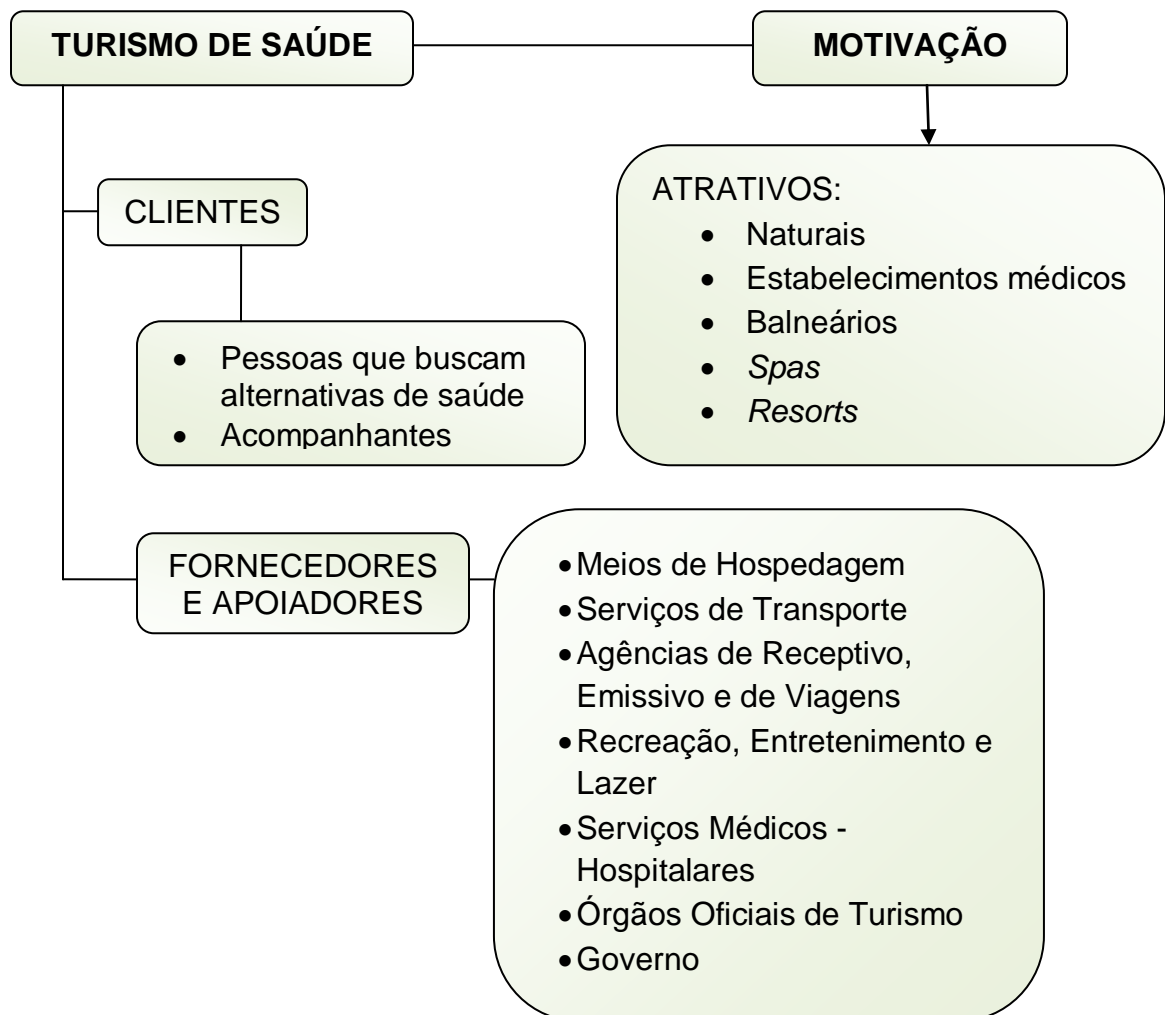 TURISMO DE SAÚDE
MOTIVAÇÃO
CLIENTES
• Pessoas que buscam
alternativas de saúde
• Acompanhantes
ATRATIVOS:
• Naturais
• Estabelecimentos médicos
• Balneários
• Spas
• Resorts
FORNECEDORES
E APOIADORES
• Meios de Hospedagem
• Serviços de Transporte
• Agências de Receptivo,
Emissivo e de Viagens
• Recreação, Entretenimento e
Lazer
• Serviços Médicos -
Hospitalares
• Órgãos Oficiais de Turismo
• Governo